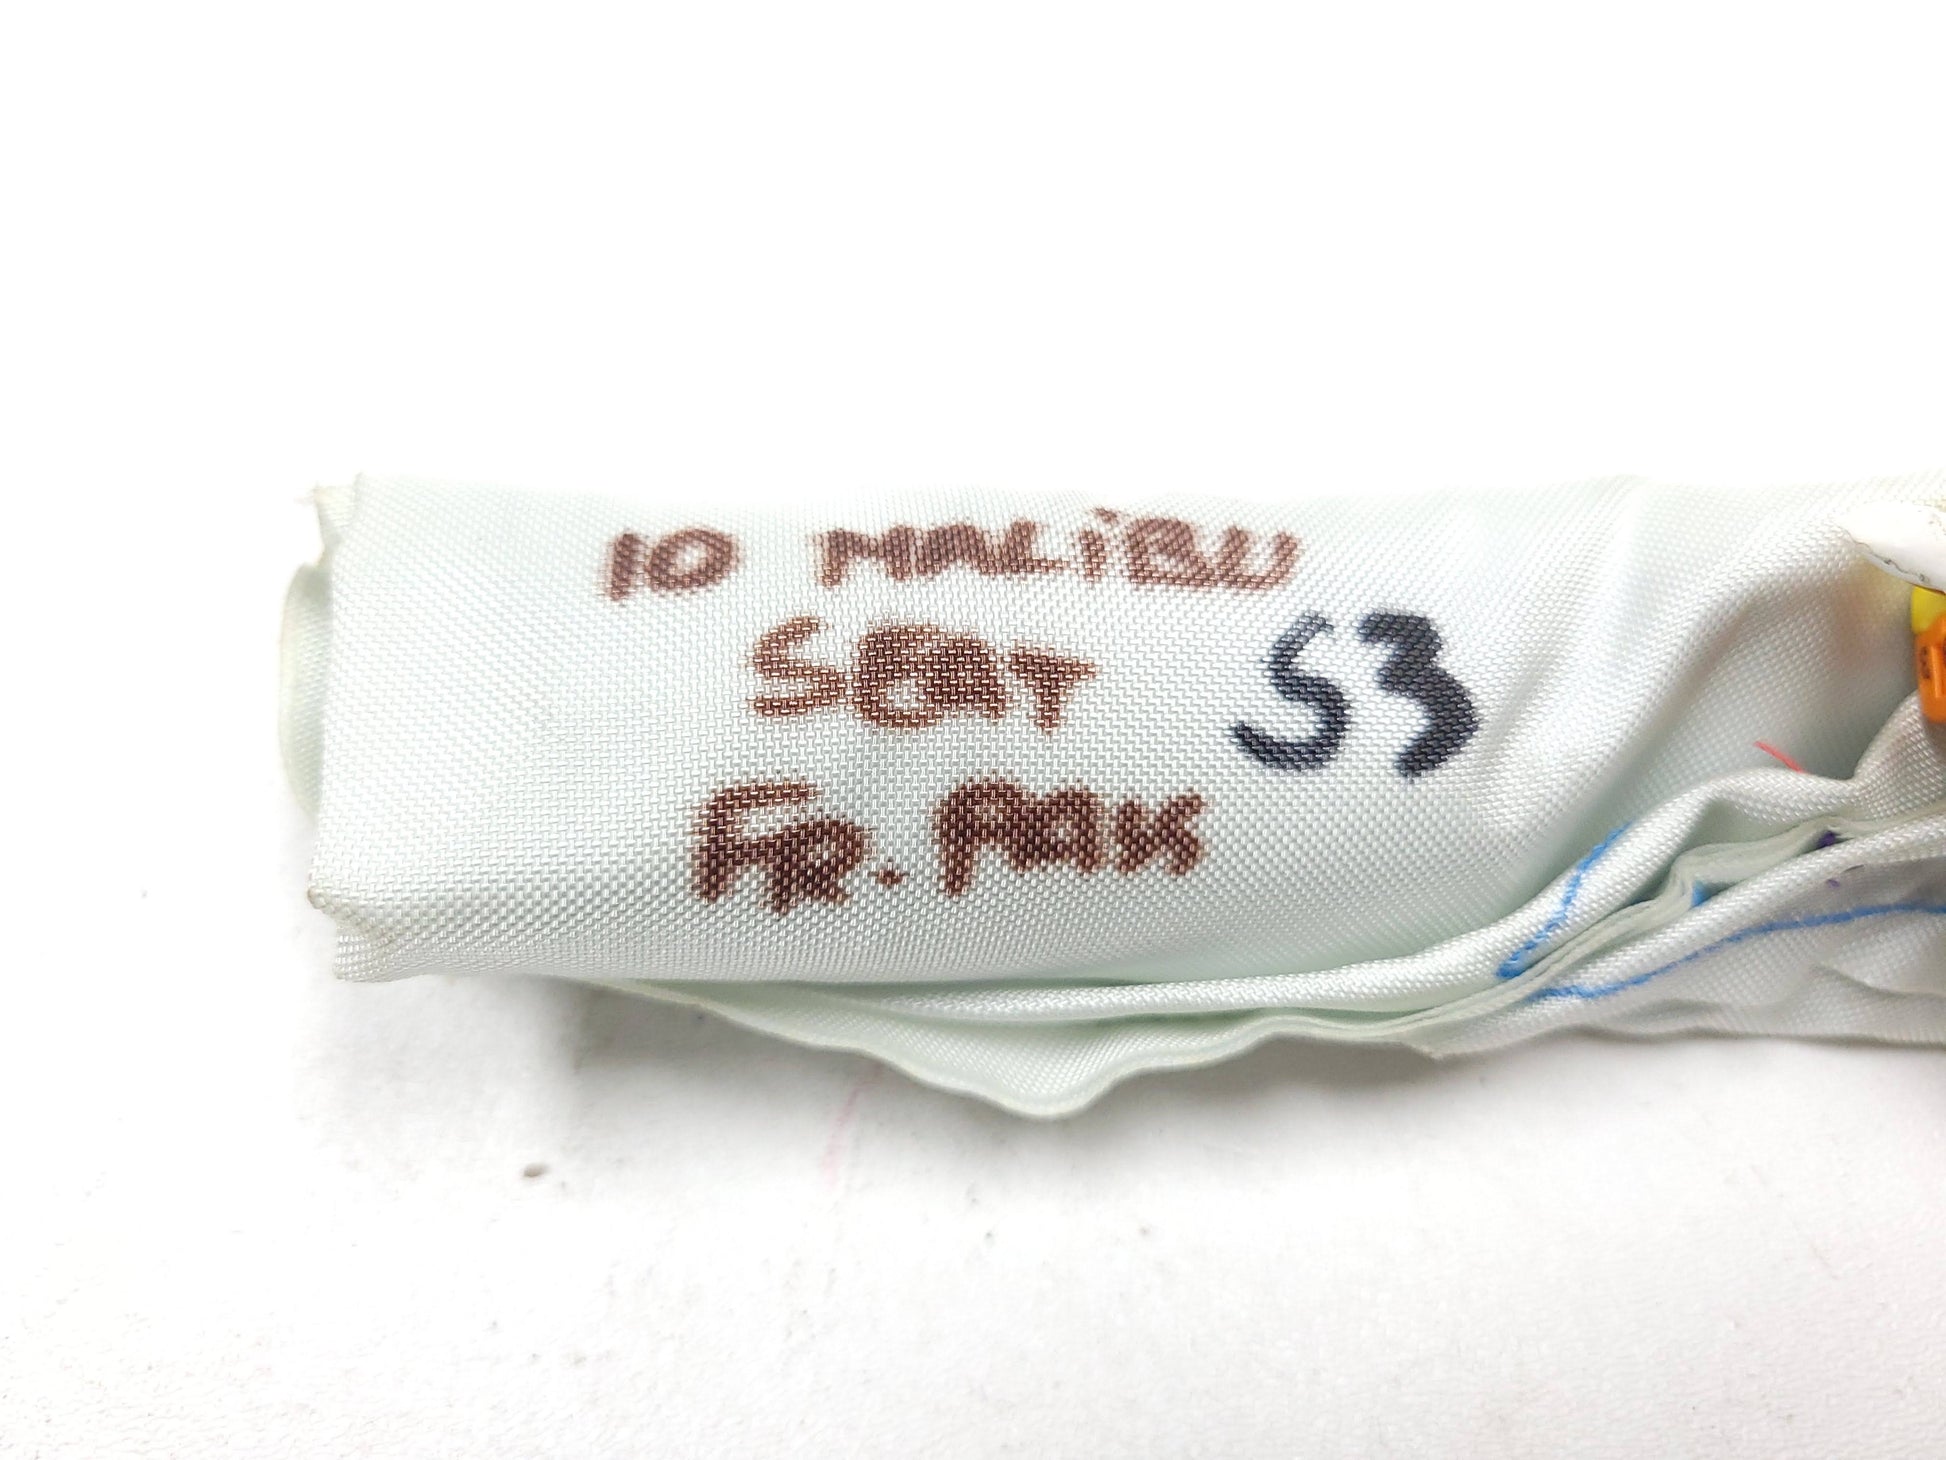 10 MALiBU
SEAT 53
FR. PAX